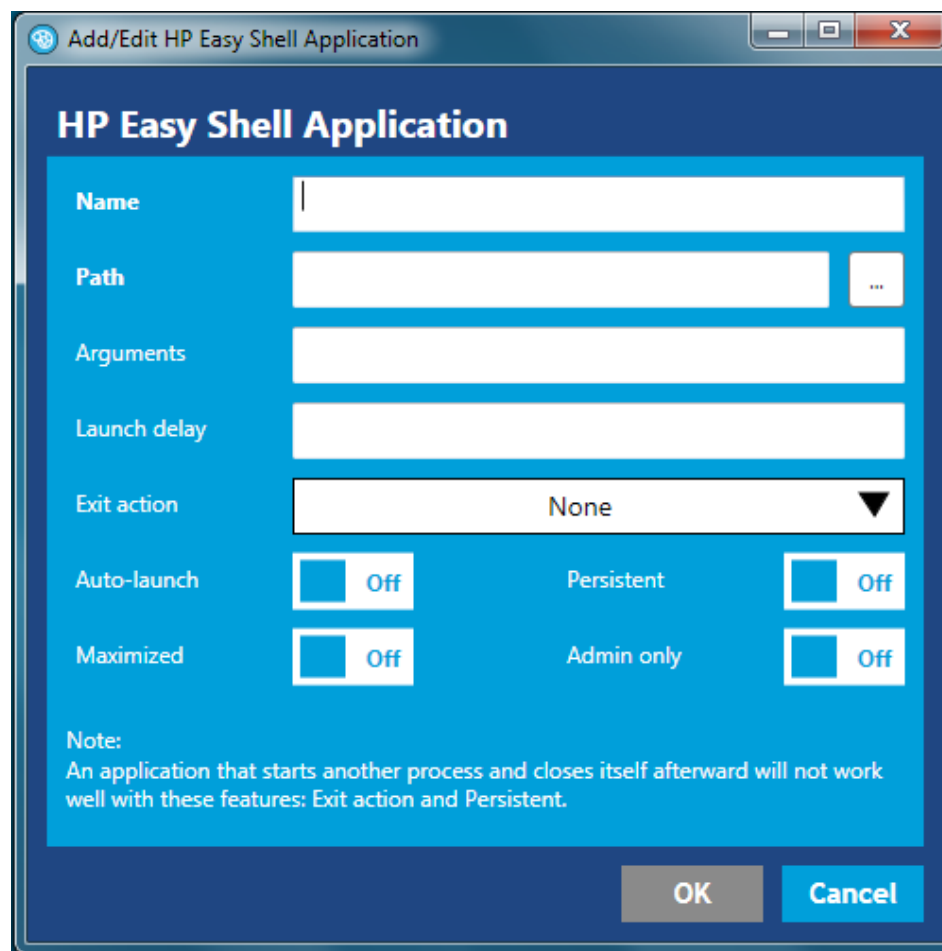 Add/Edit HP Easy Shell Application
HP Easy Shell Application
Name
Path
...
Arguments
Launch delay
Exit action
None
Auto-launch
Off
Persistent
Off
Maximized
Off
Admin only
Off
Note:
An application that starts another process and closes itself afterward will not work
well with these features: Exit action and Persistent.
OK
Cancel